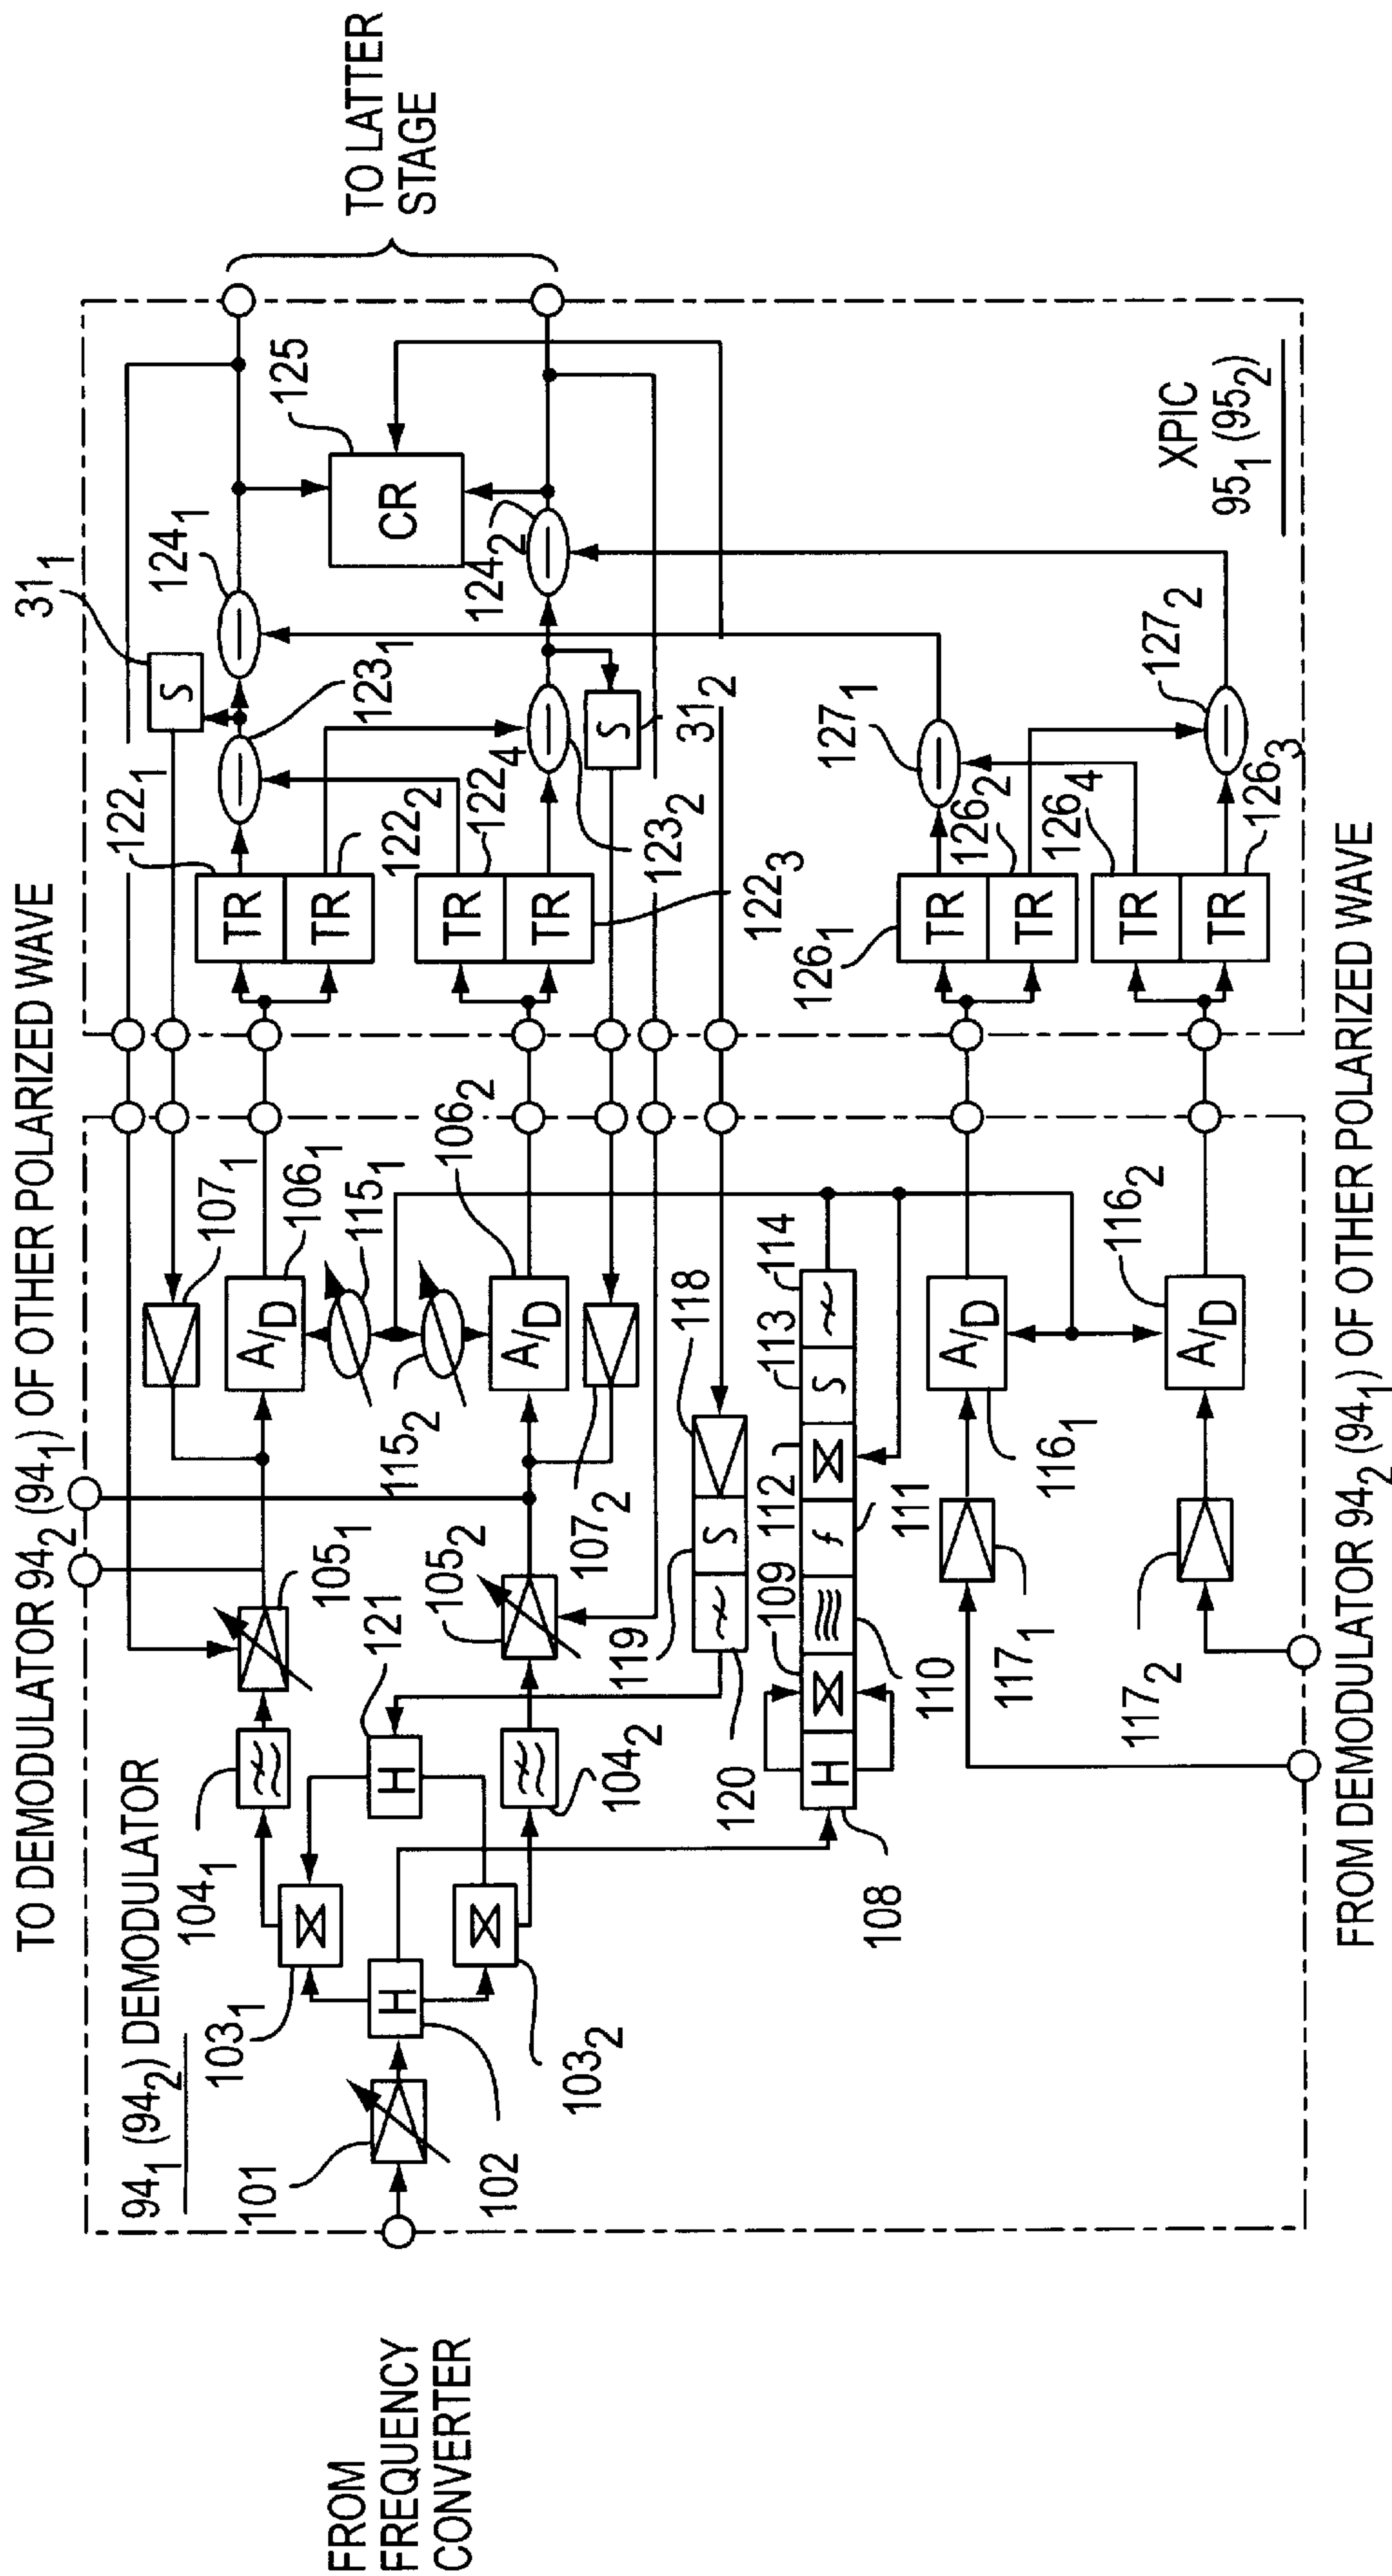 TO DEMODULATOR 94₂ (94₁) OF OTHER POLARIZED WAVE
94₁ (94₂) DEMODULATOR
FROM
FREQUENCY
CONVERTER
101
H
102
103₁
103₂
104₁
104₂
H
121
105₁
105₂
107₁
107₂
A/D
106₁
A/D
106₂
115₁
115₂
118
S
119
120
H
108
109
110
f
111
112
S
113
114
A/D
116₁
A/D
116₂
117₁
117₂
TR
122₁
TR
122₂
TR
122₄
TR
122₃
123₁
123₂
S
31₁
S
31₂
124₁
124₂
CR
125
TO LATTER
STAGE
TR
126₁
TR
126₂
TR
126₄
TR
126₃
127₁
127₂
XPIC
95₁ (95₂)
FROM DEMODULATOR 94₂ (94₁) OF OTHER POLARIZED WAVE